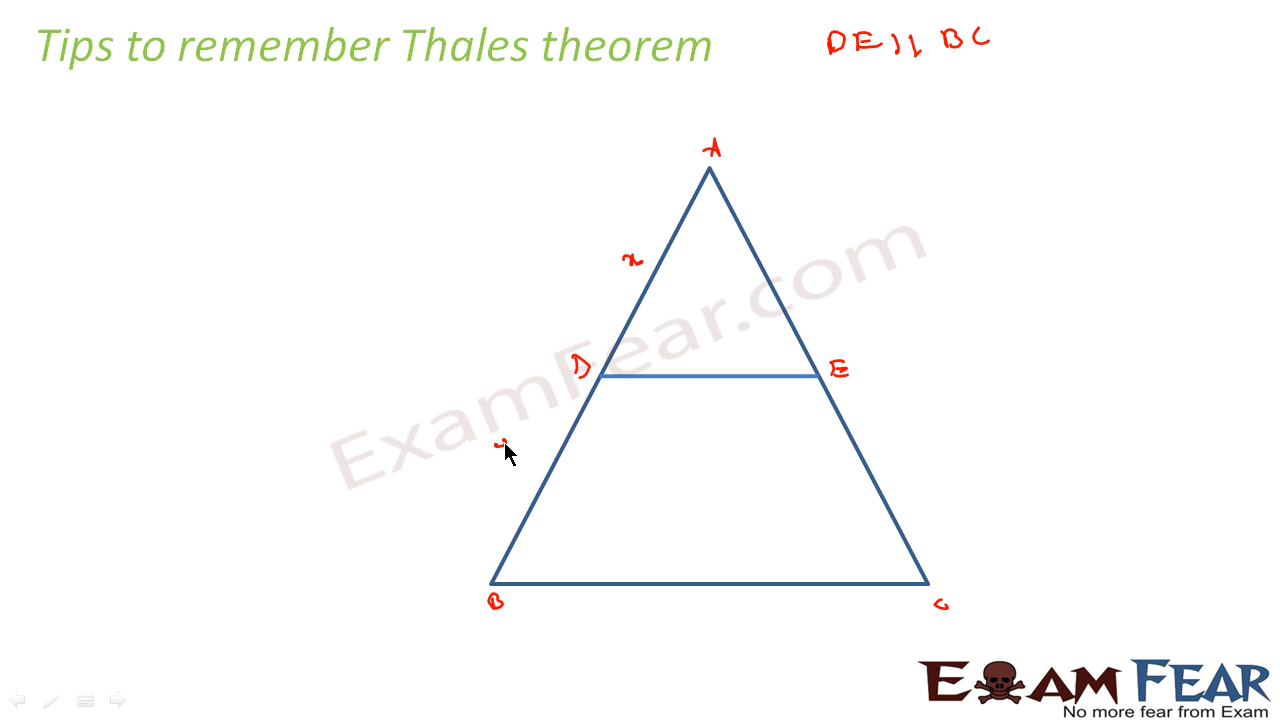 Tips to remember Thales theorem
DE || BC
A
x
D
E
B
C
ExamFear.com
EXAM FEAR
No more fear from Exam